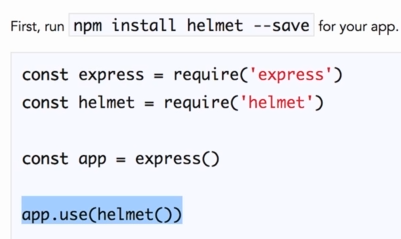 First, run npm install helmet --save for your app.
const express = require('express')
const helmet = require('helmet')
const app = express()
app.use(helmet())